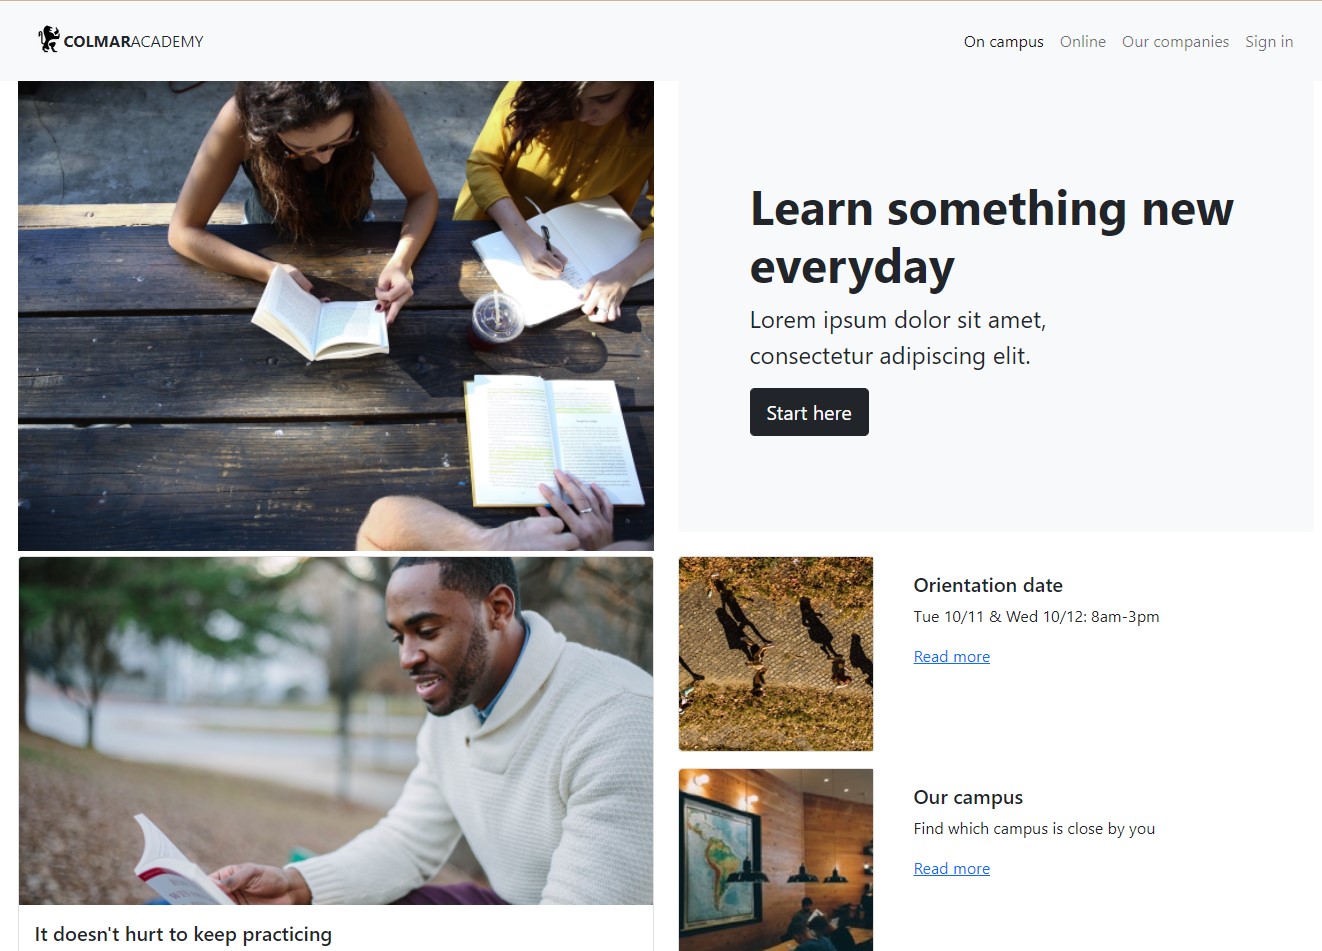 COLMARACADEMY
On campus
Online
Our companies
Sign in
Learn something new
everyday
Lorem ipsum dolor sit amet,
consectetur adipiscing elit.
Start here
It doesn't hurt to keep practicing
Orientation date
Tue 10/11 & Wed 10/12: 8am-3pm
Read more
Our campus
Find which campus is close by you
Read more